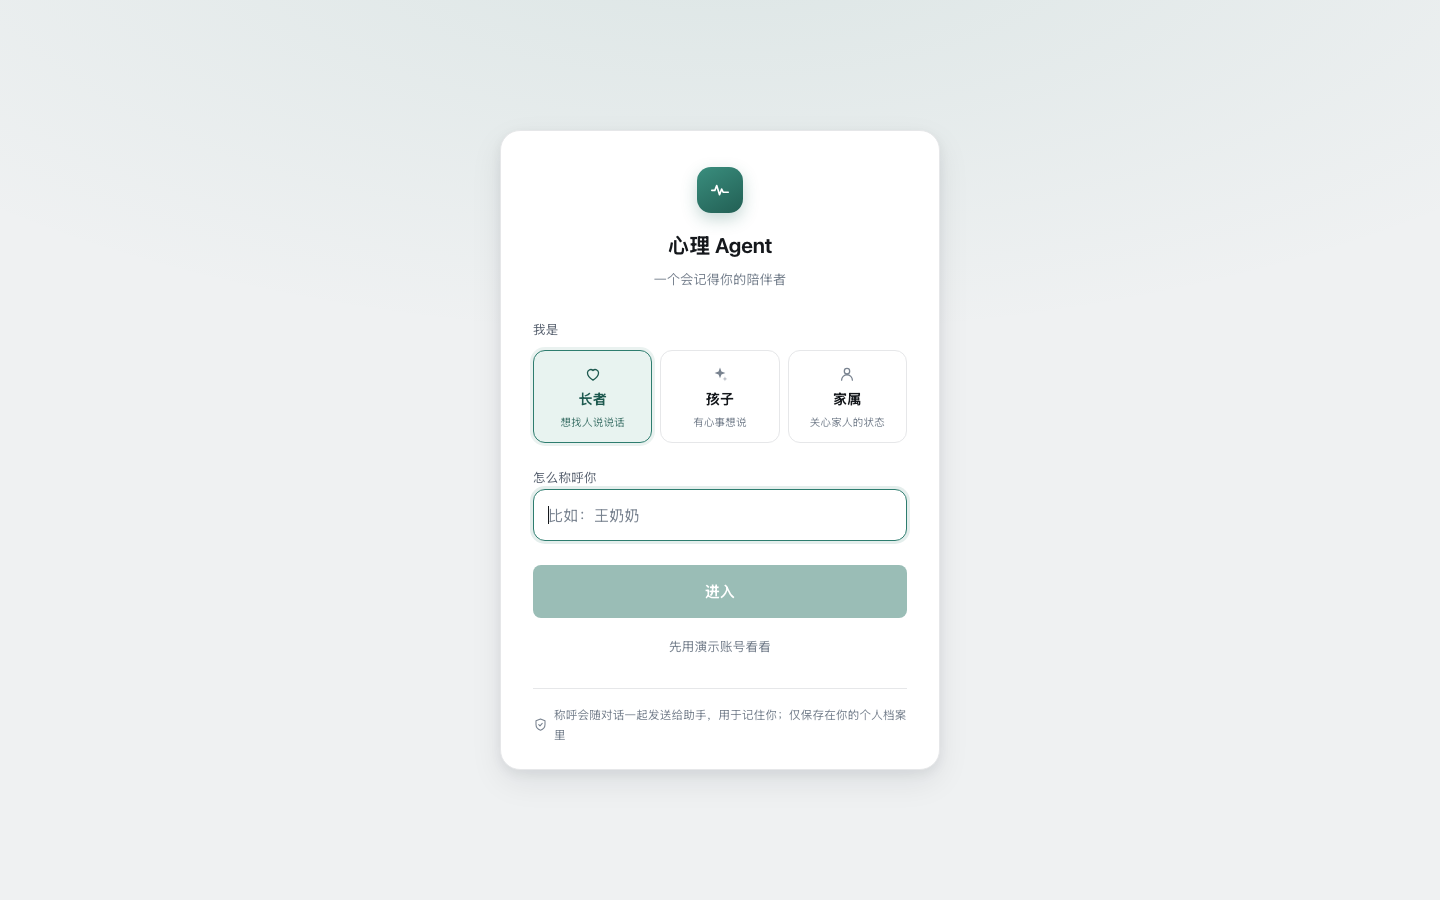 心理 Agent
一个会记得你的陪伴者
我是
长者
想找人说说话
孩子
有心事想说
家属
关心家人的状态
怎么称呼你
比如：王奶奶
进入
先用演示账号看看
称呼会随对话一起发送给助手，用于记住你；仅保存在你的个人档案
里